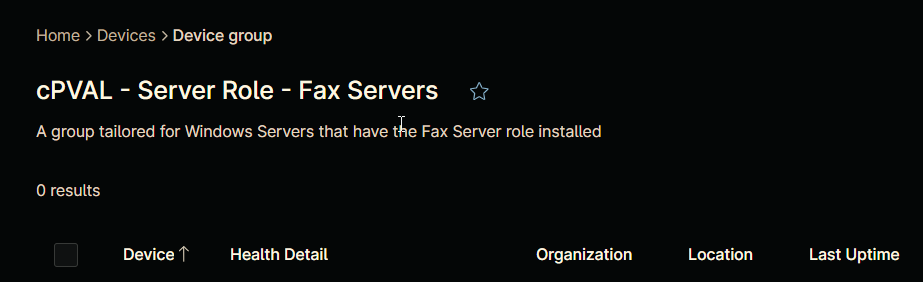 Home > Devices > Device group
cPVAL - Server Role - Fax Servers
A group tailored for Windows Servers that have the Fax Server role installed
0 results
Device ↑ Health Detail Organization Location Last Uptime